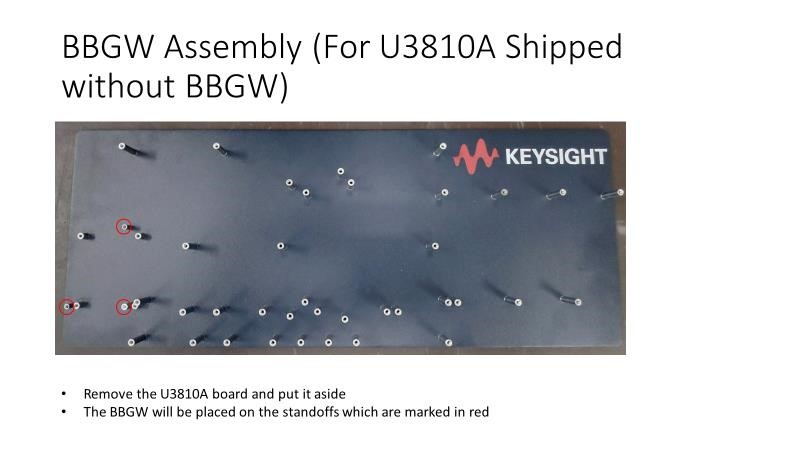 BBGW Assembly (For U3810A Shipped
without BBGW)
KEYSIGHT
• Remove the U3810A board and put it aside
• The BBGW will be placed on the standoffs which are marked in red